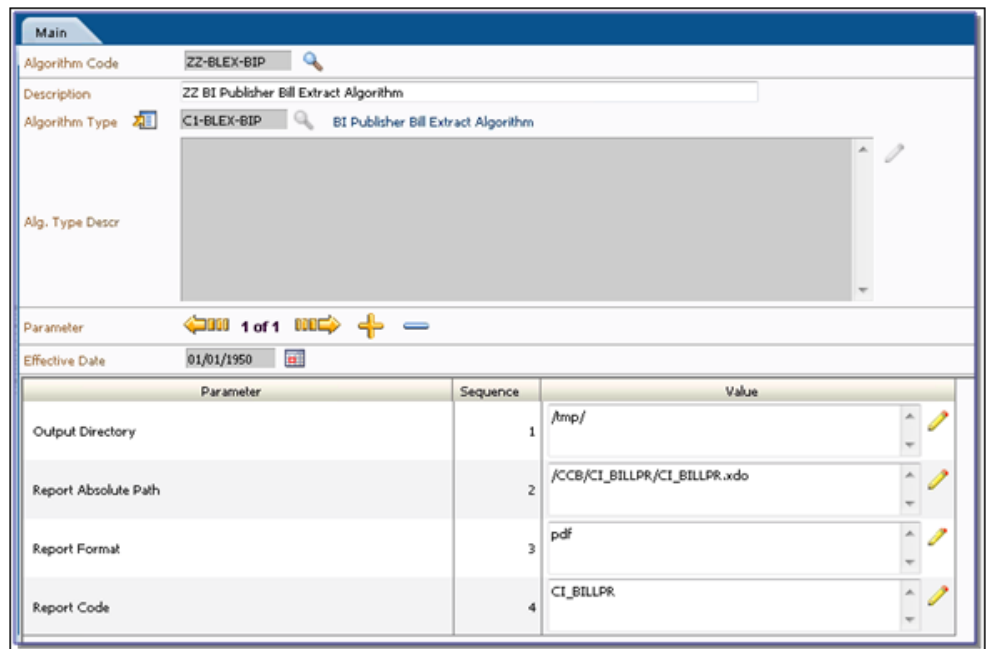 Main
Algorithm Code ZZ-BLEX-BIP
Description ZZ BI Publisher Bill Extract Algorithm
Algorithm Type C1-BLEX-BIP BI Publisher Bill Extract Algorithm
Alg. Type Descr
Parameter 1 of 1
Effective Date 01/01/1950
Parameter Sequence Value
Output Directory 1 /tmp/
Report Absolute Path 2 /CCB/CI_BILLPR/CI_BILLPR.xdo
Report Format 3 pdf
Report Code 4 CI_BILLPR